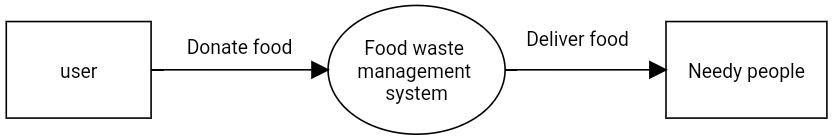 user
Donate food
Food waste
management
system
Deliver food
Needy people